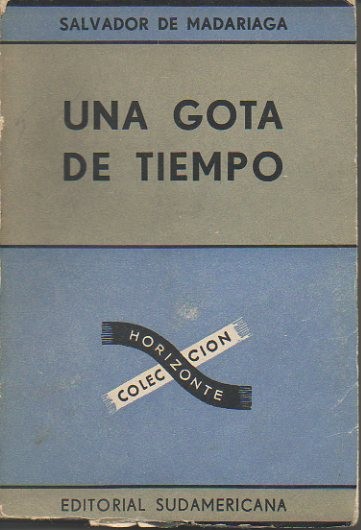 SALVADOR DE MADARIAGA
UNA GOTA
DE TIEMPO
COLECCION
HORIZONTE
EDITORIAL SUDAMERICANA